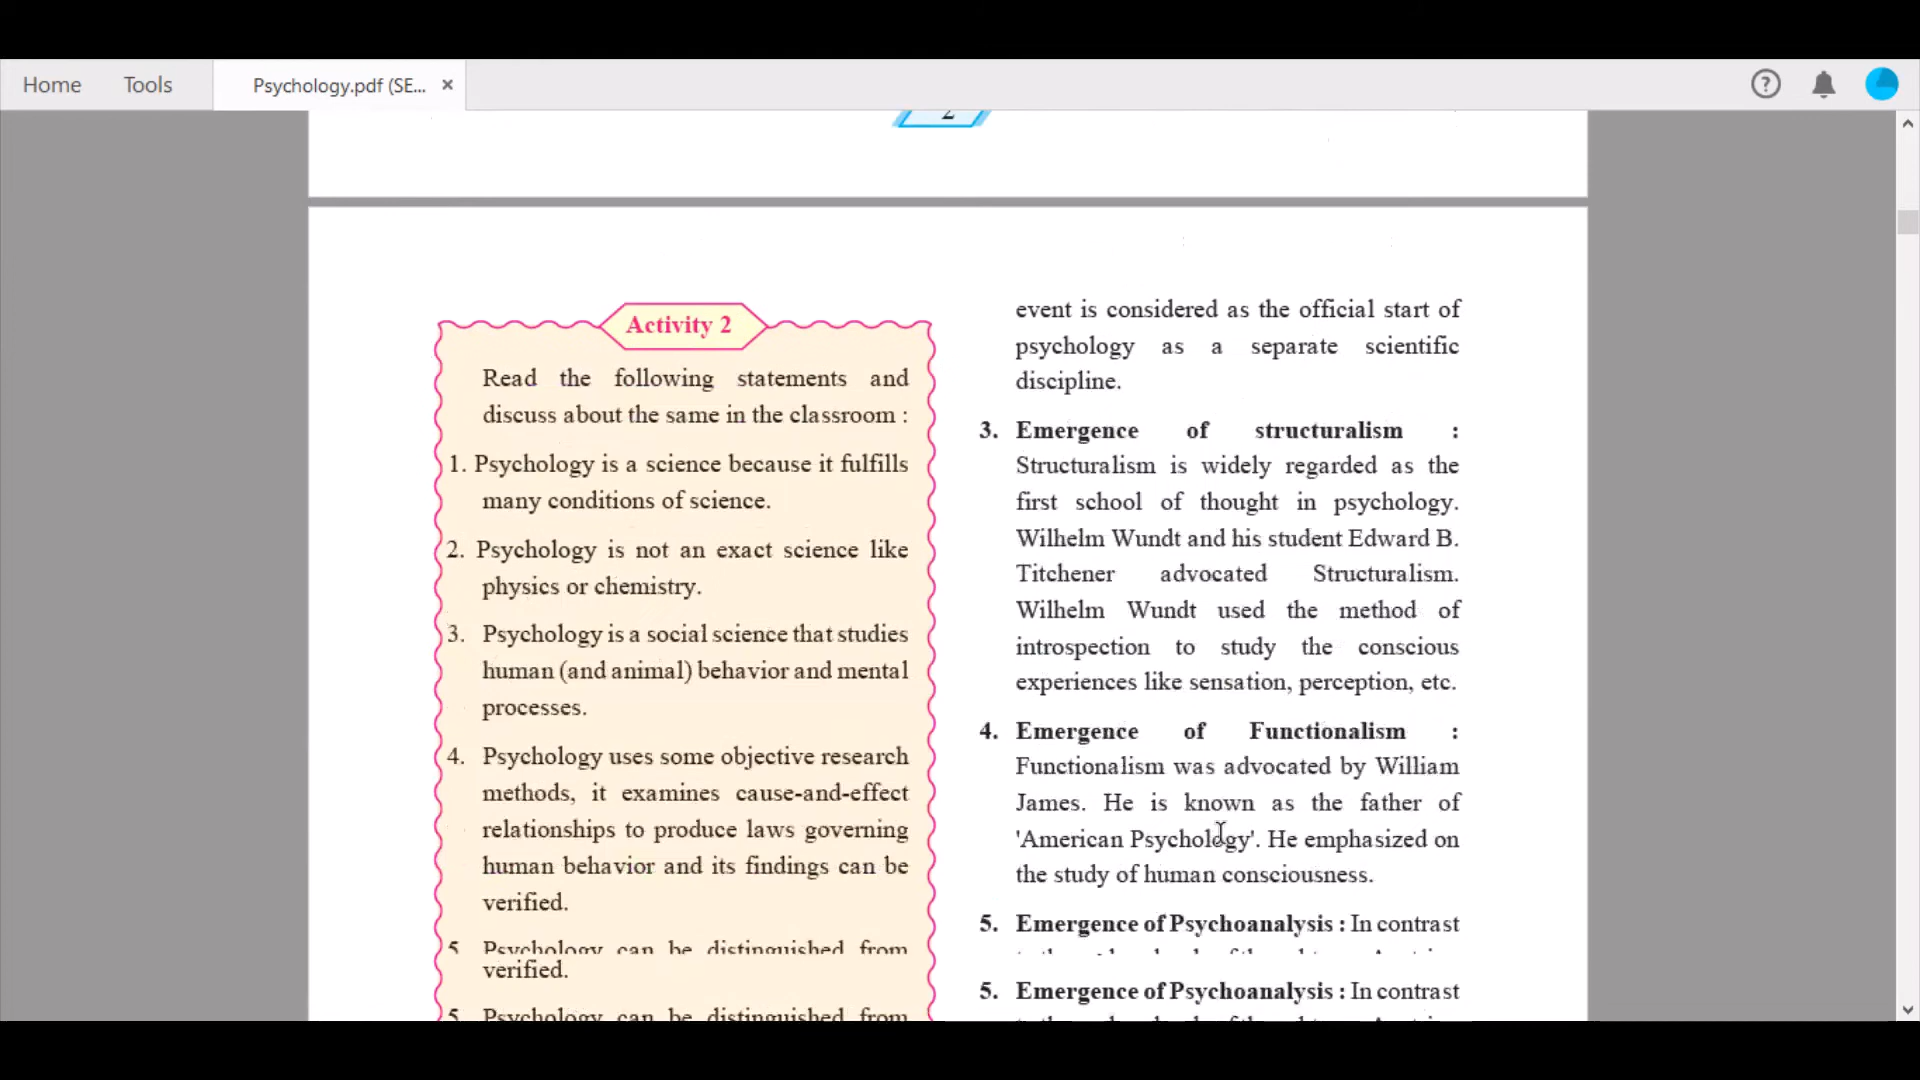 Home
Tools
Psychology.pdf (SE...
2
Activity 2
Read the following statements and
discuss about the same in the classroom :
1. Psychology is a science because it fulfills
many conditions of science.
2. Psychology is not an exact science like
physics or chemistry.
3. Psychology is a social science that studies
human (and animal) behavior and mental
processes.
4. Psychology uses some objective research
methods, it examines cause-and-effect
relationships to produce laws governing
human behavior and its findings can be
verified.
5 Psychology can be distinguished from
verified.
5 Psychology can be distinguished from
event is considered as the official start of
psychology as a separate scientific
discipline.
3. Emergence of structuralism :
Structuralism is widely regarded as the
first school of thought in psychology.
Wilhelm Wundt and his student Edward B.
Titchener advocated Structuralism.
Wilhelm Wundt used the method of
introspection to study the conscious
experiences like sensation, perception, etc.
4. Emergence of Functionalism :
Functionalism was advocated by William
James. He is known as the father of
'American Psychology'. He emphasized on
the study of human consciousness.
5. Emergence of Psychoanalysis : In contrast
5. Emergence of Psychoanalysis : In contrast